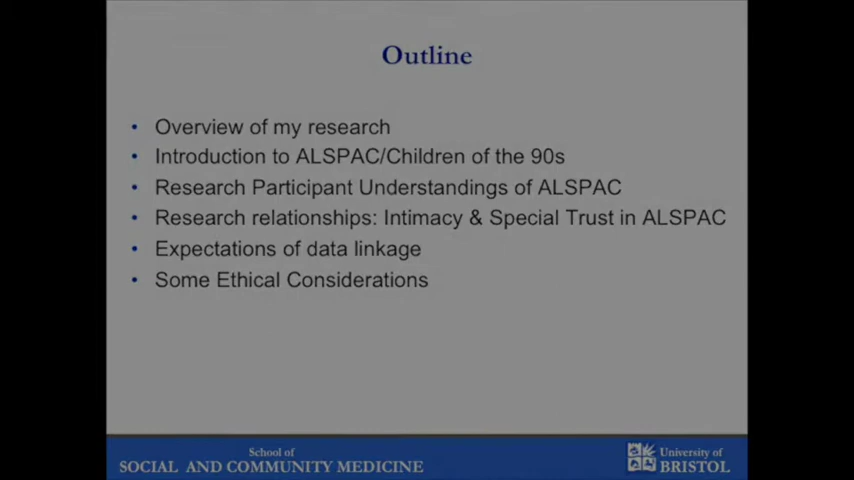 Outline
• Overview of my research
• Introduction to ALSPAC/Children of the 90s
• Research Participant Understandings of ALSPAC
• Research relationships: Intimacy & Special Trust in ALSPAC
• Expectations of data linkage
• Some Ethical Considerations
School of
SOCIAL AND COMMUNITY MEDICINE
University of
BRISTOL